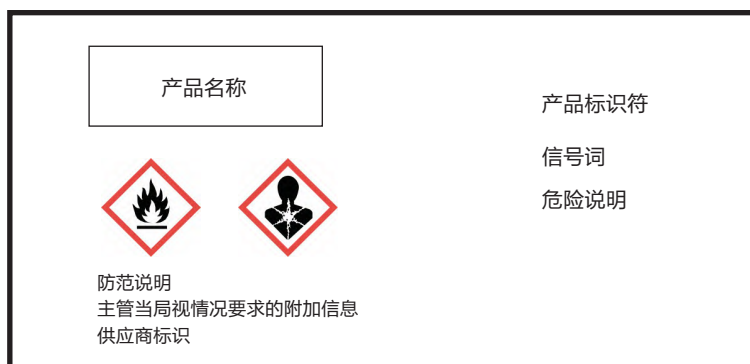 产品名称
产品标识符
信号词
危险说明
防范说明
主管当局视情况要求的附加信息
供应商标识